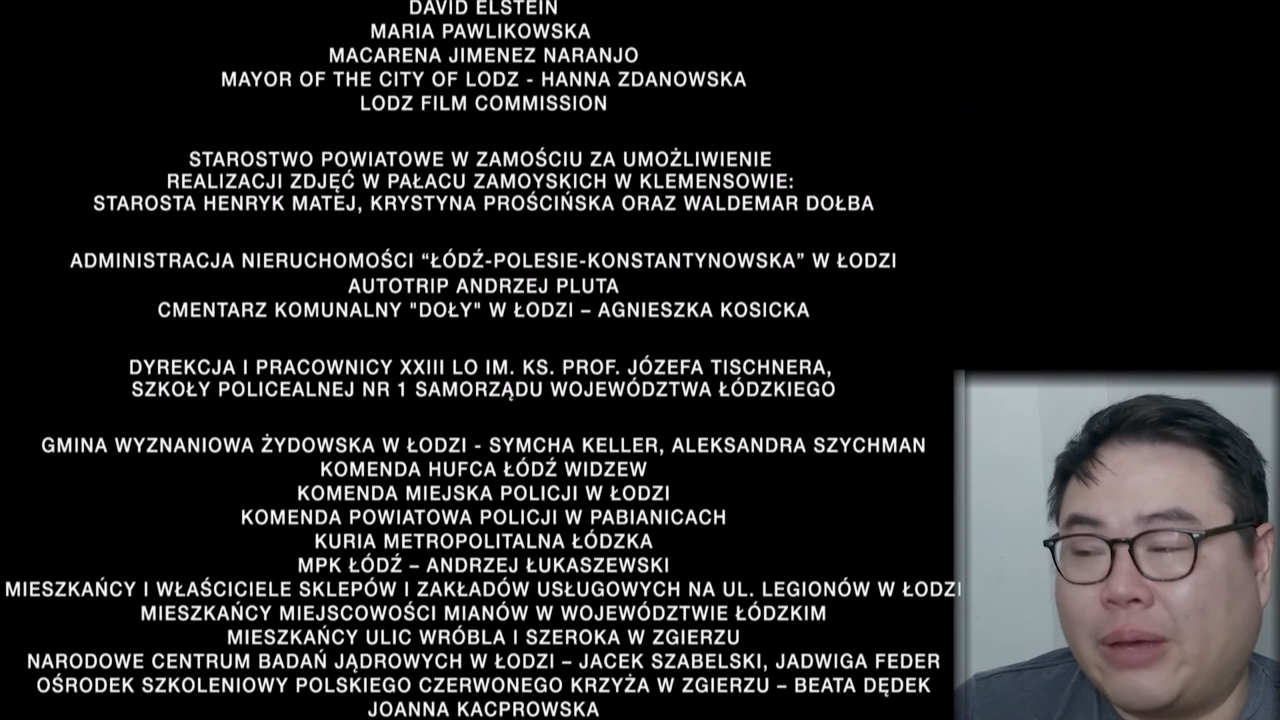 DAVID ELSTEIN
MARIA PAWLIKOWSKA
MACARENA JIMENEZ NARANJO
MAYOR OF THE CITY OF LODZ - HANNA ZDANOWSKA
LODZ FILM COMMISSION
STAROSTWO POWIATOWE W ZAMOŚCIU ZA UMOŻLIWIENIE
REALIZACJI ZDJĘĆ W PAŁACU ZAMOYSKICH W KLEMENSOWIE:
STAROSTA HENRYK MATEJ, KRYSTYNA PROŚCIŃSKA ORAZ WALDEMAR DOŁBA
ADMINISTRACJA NIERUCHOMOŚCI “ŁÓDŹ-POLESIE-KONSTANTYNOWSKA” W ŁODZI
AUTOTRIP ANDRZEJ PLUTA
CMENTARZ KOMUNALNY "DOŁY" W ŁODZI – AGNIESZKA KOSICKA
DYREKCJA I PRACOWNICY XXIII LO IM. KS. PROF. JÓZEFA TISCHNERA,
SZKOŁY POLICEALNEJ NR 1 SAMORZĄDU WOJEWÓDZTWA ŁÓDZKIEGO
GMINA WYZNANIOWA ŻYDOWSKA W ŁODZI - SYMCHA KELLER, ALEKSANDRA SZYCHMAN
KOMENDA HUFCA ŁÓDŹ WIDZEW
KOMENDA MIEJSKA POLICJI W ŁODZI
KOMENDA POWIATOWA POLICJI W PABIANICACH
KURIA METROPOLITALNA ŁÓDZKA
MPK ŁÓDŹ – ANDRZEJ ŁUKASZEWSKI
MIESZKAŃCY I WŁAŚCICIELE SKLEPÓW I ZAKŁADÓW USŁUGOWYCH NA UL. LEGIONÓW W ŁODZI
MIESZKAŃCY MIEJSCOWOŚCI MIANÓW W WOJEWÓDZTWIE ŁÓDZKIM
MIESZKAŃCY ULIC WRÓBLA I SZEROKA W ZGIERZU
NARODOWE CENTRUM BADAŃ JĄDROWYCH W ŁODZI – JACEK SZABELSKI, JADWIGA FEDER
OŚRODEK SZKOLENIOWY POLSKIEGO CZERWONEGO KRZYŻA W ZGIERZU – BEATA DĘDEK
JOANNA KACPROWSKA